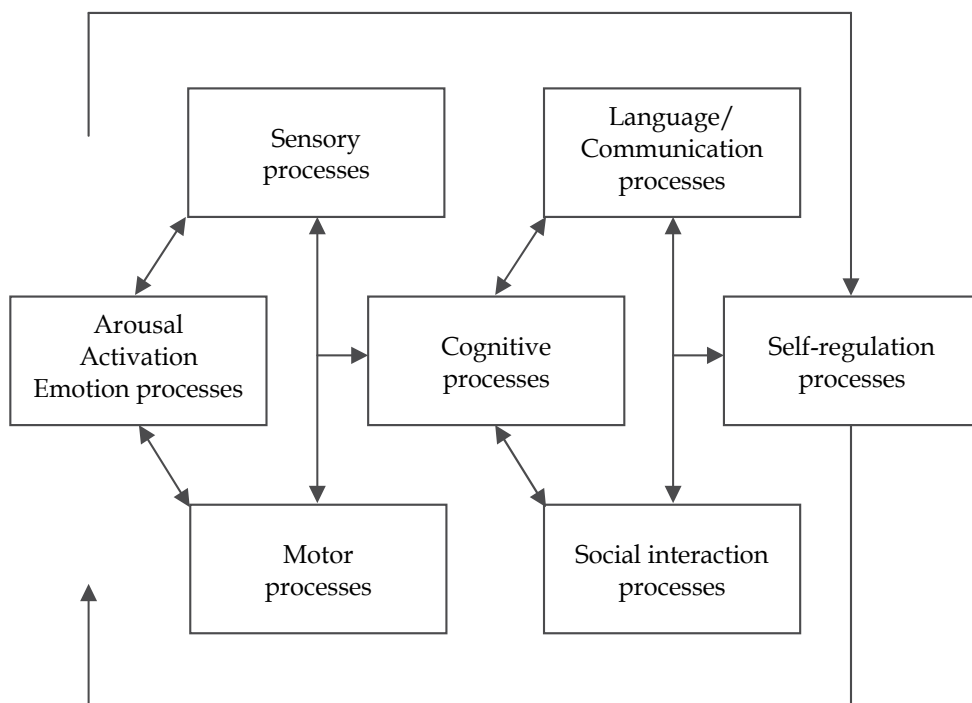 Sensory
processes
Language/
Communication
processes
Arousal
Activation
Emotion processes
Cognitive
processes
Self-regulation
processes
Motor
processes
Social interaction
processes